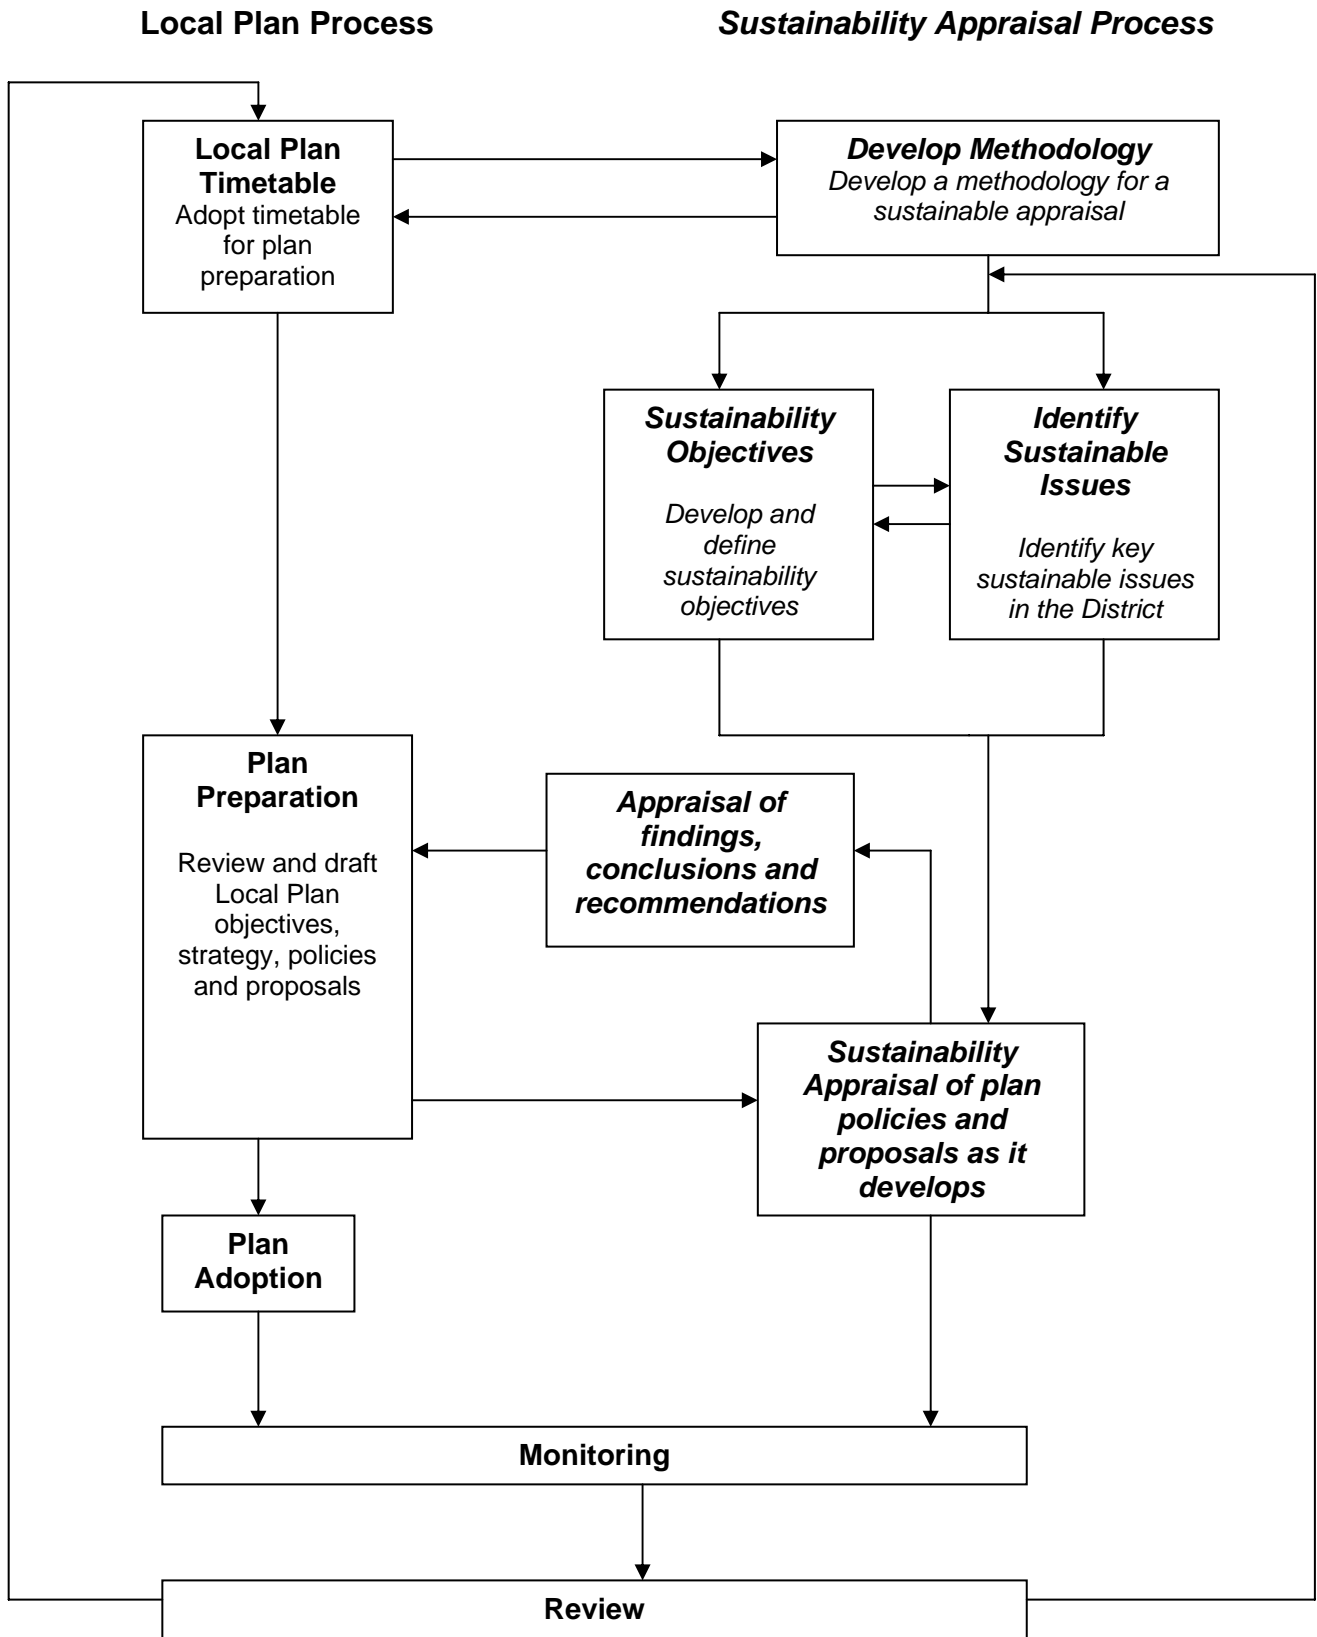 Local Plan Process
Sustainability Appraisal Process
Local Plan
Timetable
Adopt timetable
for plan
preparation
Develop Methodology
Develop a methodology for a
sustainable appraisal
Sustainability
Objectives
Develop and
define
sustainability
objectives
Identify
Sustainable
Issues
Identify key
sustainable issues
in the District
Plan
Preparation
Review and draft
Local Plan
objectives,
strategy, policies
and proposals
Appraisal of
findings,
conclusions and
recommendations
Sustainability
Appraisal of plan
policies and
proposals as it
develops
Plan
Adoption
Monitoring
Review